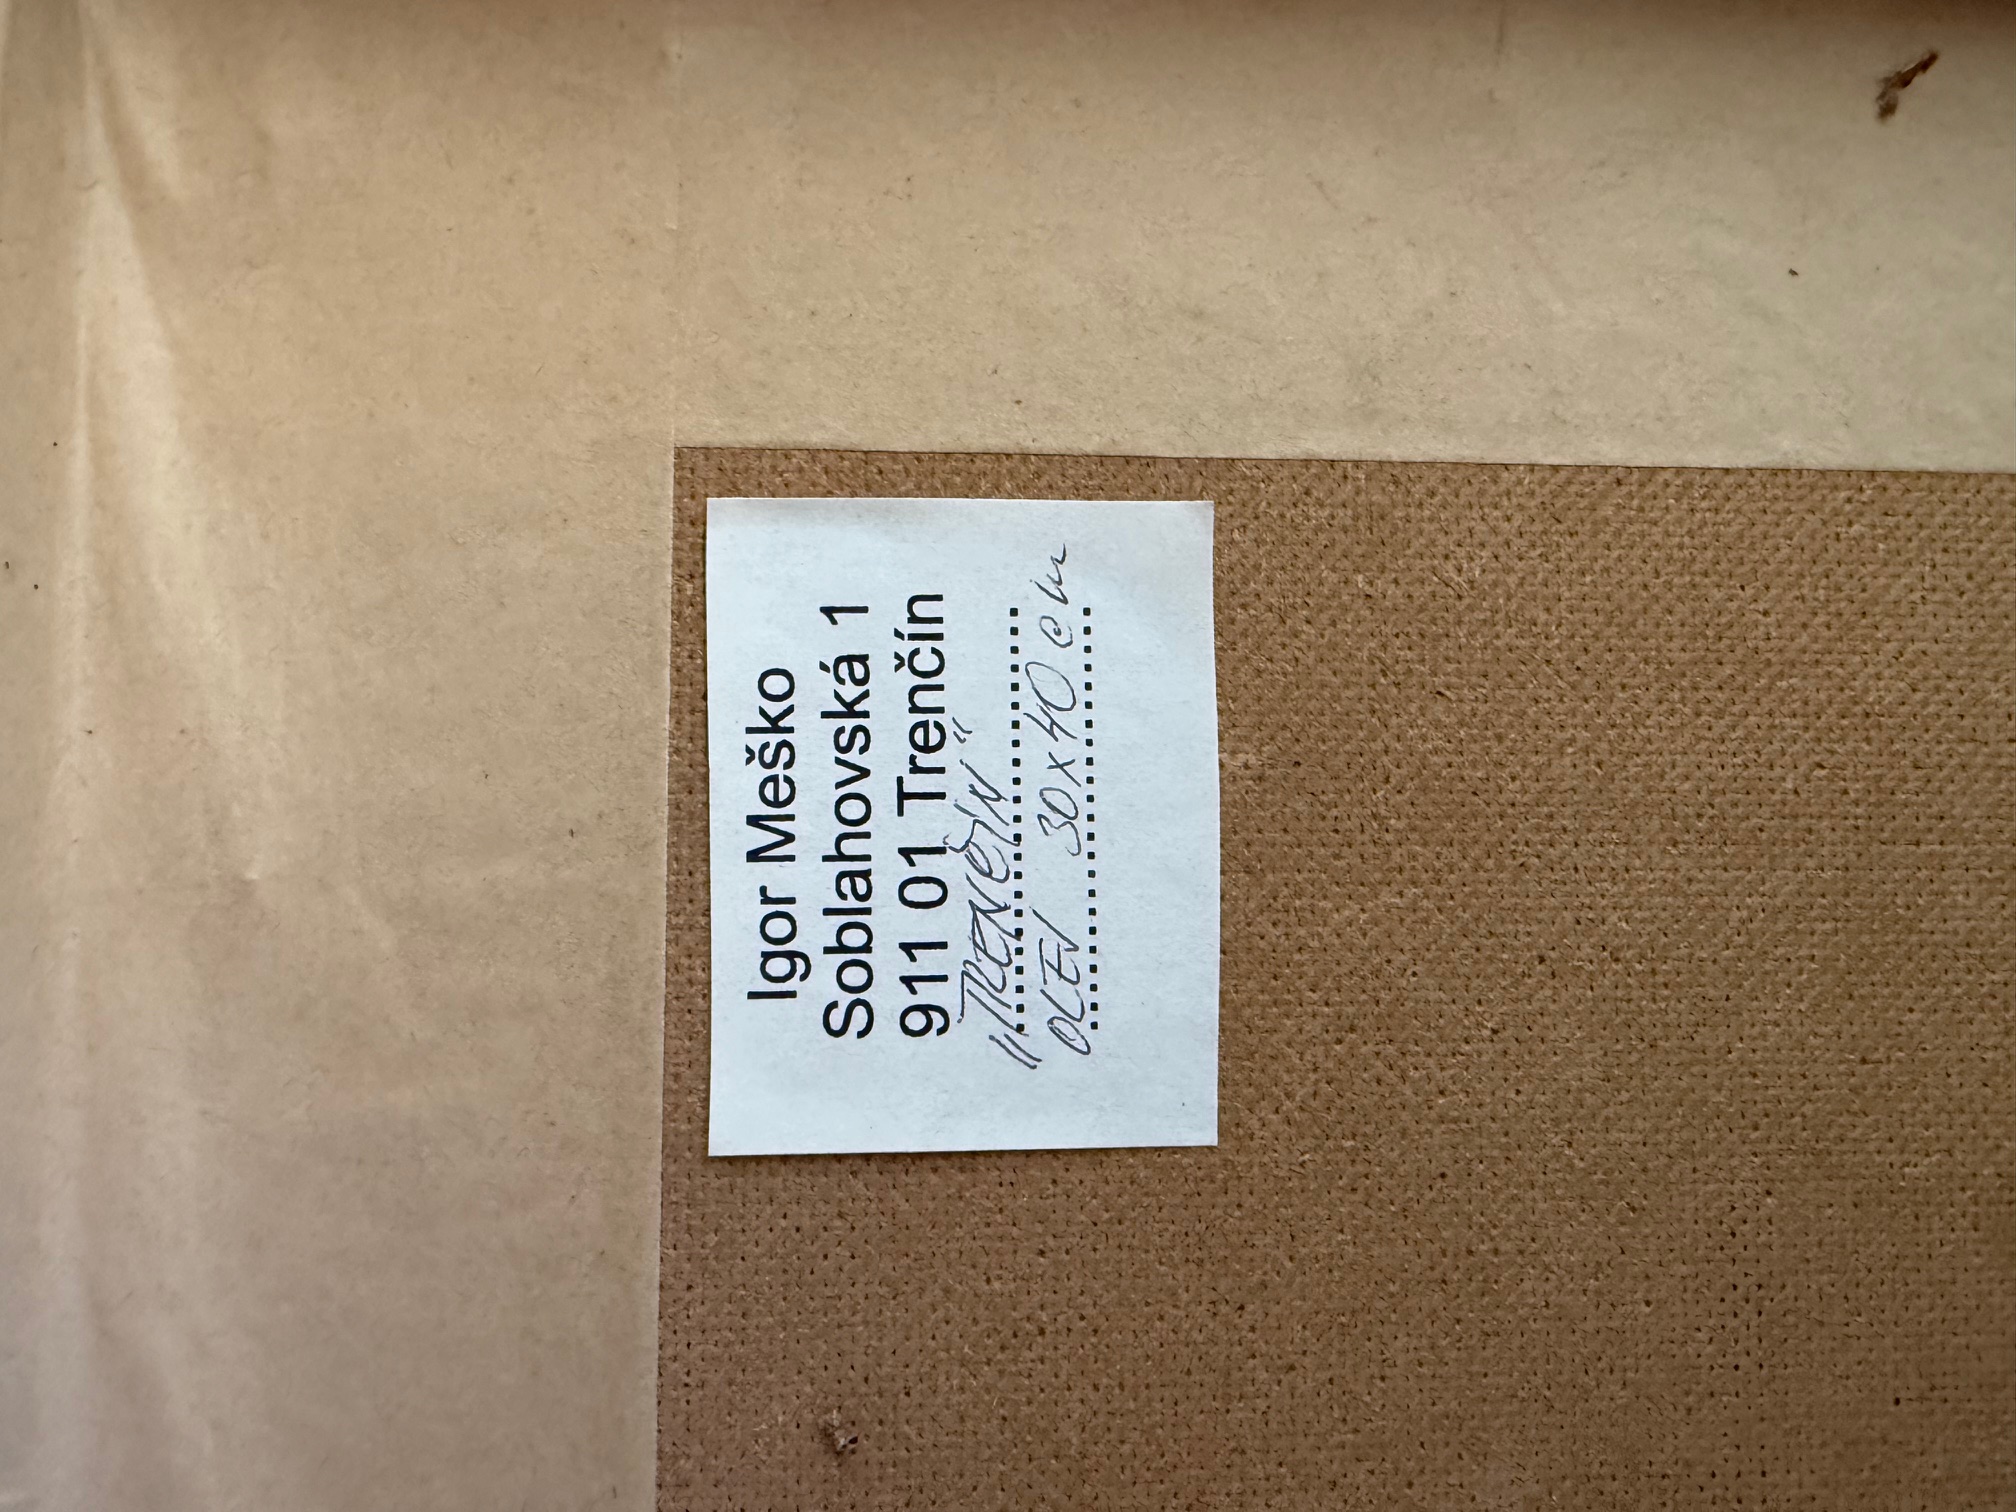 Igor Meško
Soblahovská 1
911 01 Trenčín
"TRENČÍN"
OLEJ 30x40 cm